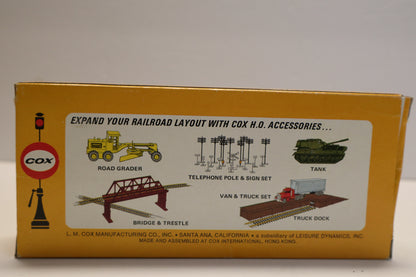 EXPAND YOUR RAILROAD LAYOUT WITH COX H.O. ACCESSORIES...
COX
ROAD GRADER
TELEPHONE POLE & SIGN SET
TANK
VAN & TRUCK SET
BRIDGE & TRESTLE
TRUCK DOCK
L. M. COX MANUFACTURING CO., INC. • SANTA ANA, CALIFORNIA • a subsidiary of LEISURE DYNAMICS, INC.
MADE AND ASSEMBLED AT COX INTERNATIONAL, HONG KONG.